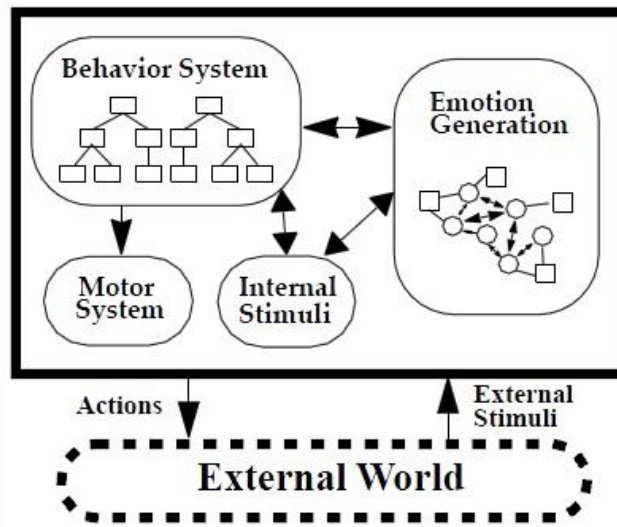 Behavior System
Emotion
Generation
Motor
System
Internal
Stimuli
Actions
External
Stimuli
External World